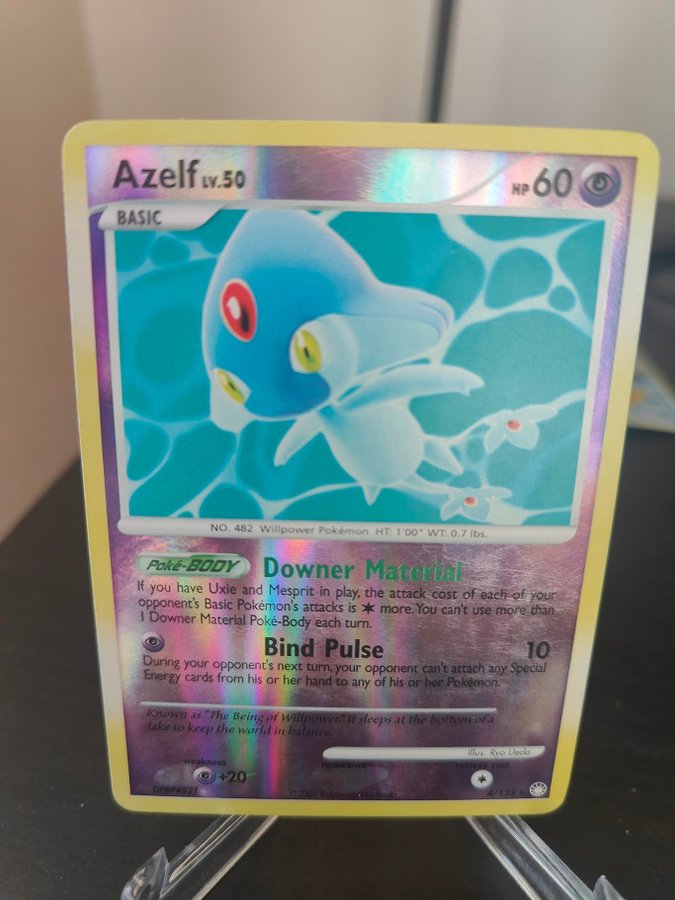 Azelf LV.50
HP 60
BASIC
NO. 482 Willpower Pokémon HT: 1'00" WT: 0.7 lbs.
Poké-BODY Downer Material
If you have Uxie and Mesprit in play, the attack cost of each of your
opponent's Basic Pokémon's attacks is more. You can't use more than
1 Downer Material Poké-Body each turn.
Bind Pulse 10
During your opponent's next turn, your opponent can't attach any Special
Energy cards from his or her hand to any of his or her Pokémon.
Known as "The Being of Willpower." It sleeps at the bottom of a
lake to keep the world in balance.
Illus. Ryo Ueda
weakness resistance retreat cost
+20
DPBP#521 ©2007 Pokémon 4/123